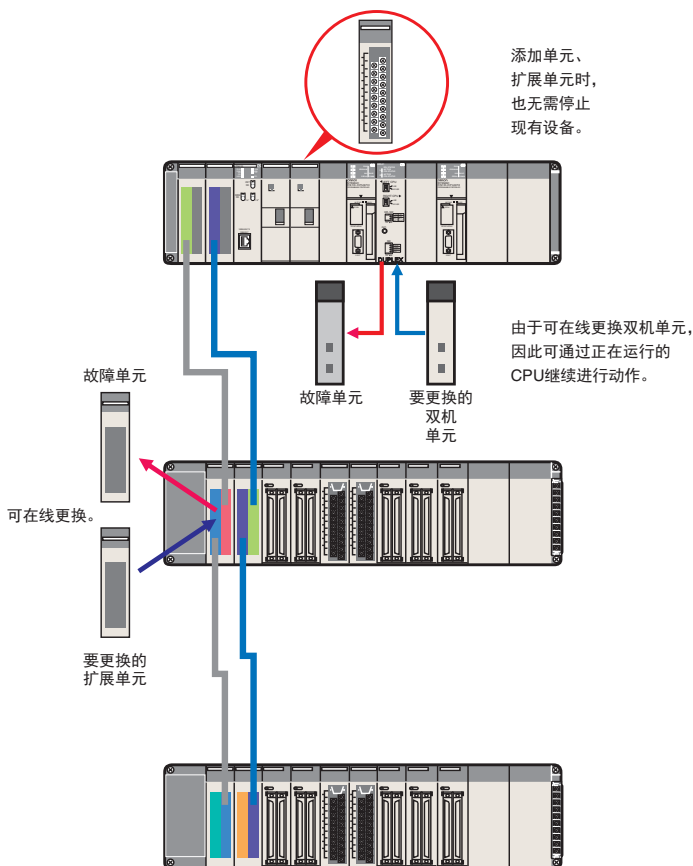 添加单元、
扩展单元时，
也无需停止
现有设备。
DUPLEX
由于可在线更换双机单元，
因此可通过正在运行的
CPU继续进行动作。
故障单元
要更换的
双机
单元
故障单元
可在线更换。
要更换的
扩展单元